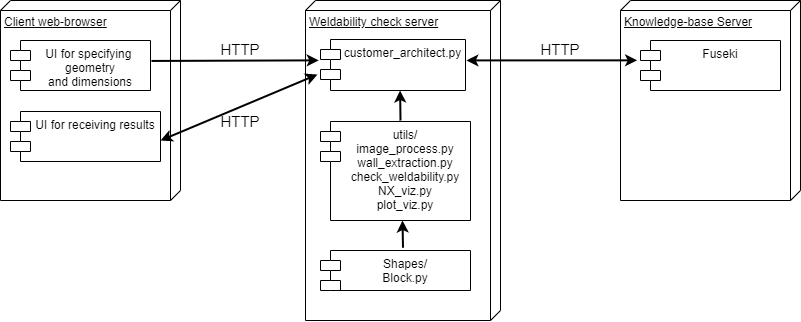 Client web-browser
UI for specifying
geometry
and dimensions
UI for receiving results
HTTP
HTTP
Weldability check server
customer_architect.py
utils/
image_process.py
wall_extraction.py
check_weldability.py
NX_viz.py
plot_viz.py
Shapes/
Block.py
HTTP
Knowledge-base Server
Fuseki